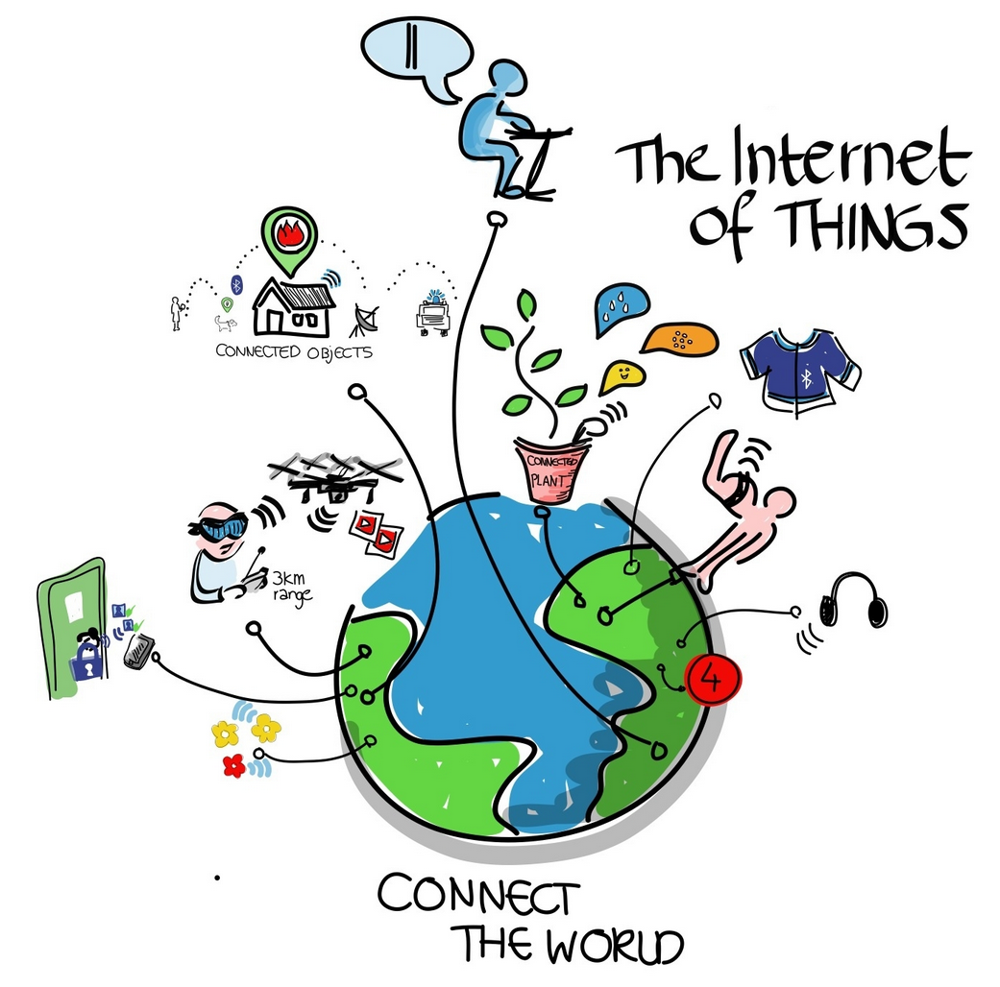 The Internet
of THINGS
CONNECTED OBJECTS
CONNECTED
PLANT
3km
range
4
CONNECT
THE WORLD